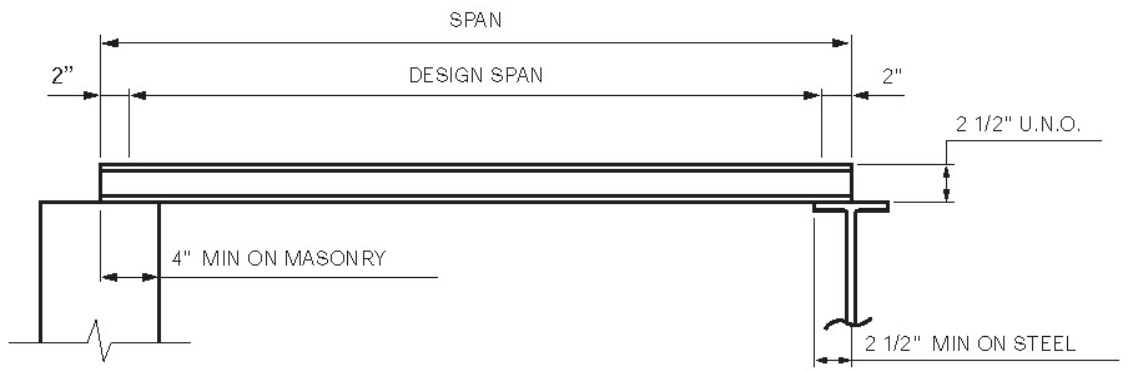 SPAN
2”
DESIGN SPAN
2"
2 1/2" U.N.O.
4" MIN ON MASONRY
2 1/2" MIN ON STEEL